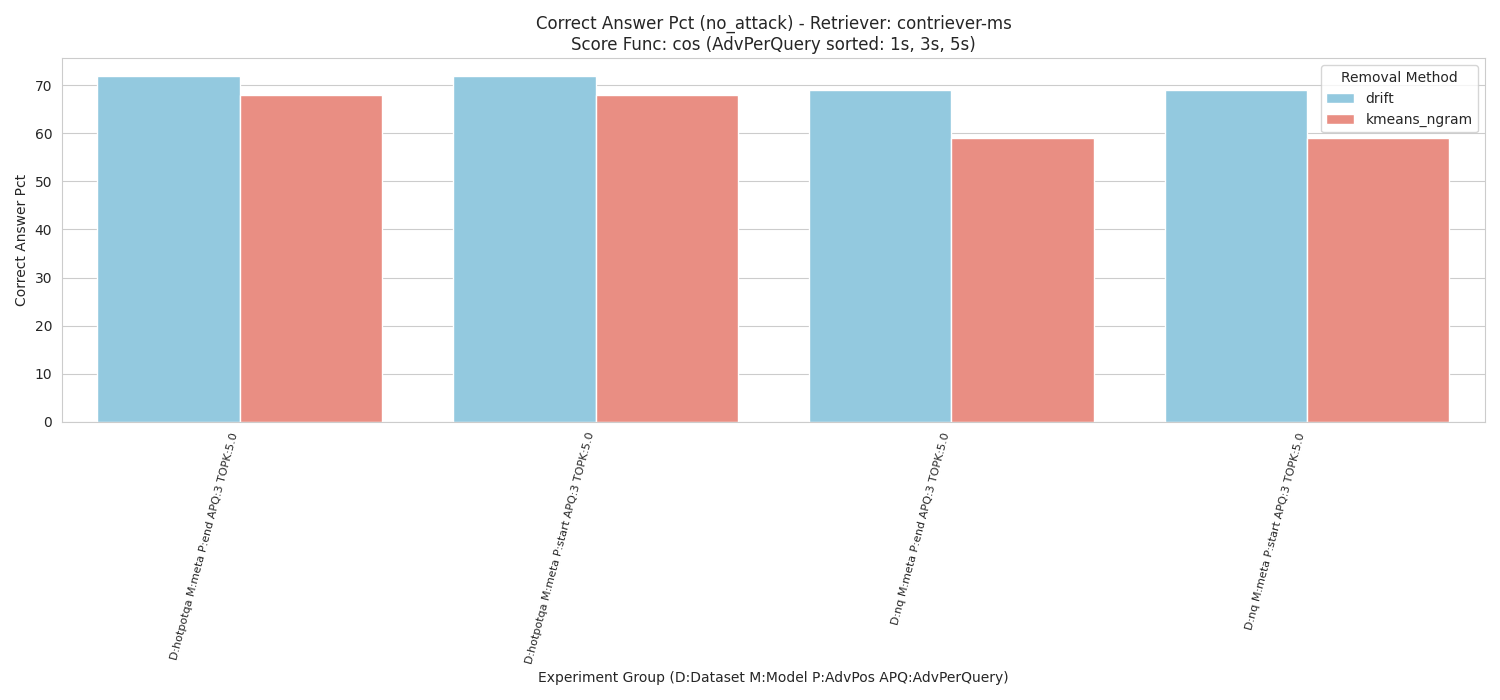 Correct Answer Pct (no_attack) - Retriever: contriever-ms
Score Func: cos (AdvPerQuery sorted: 1s, 3s, 5s)
Removal Method
drift
kmeans_ngram
Correct Answer Pct
70
60
50
40
30
20
10
0
D:hotpotqa M:meta P:end APQ:3 TOPK:5.0
D:hotpotqa M:meta P:start APQ:3 TOPK:5.0
D:nq M:meta P:end APQ:3 TOPK:5.0
D:nq M:meta P:start APQ:3 TOPK:5.0
Experiment Group (D:Dataset M:Model P:AdvPos APQ:AdvPerQuery)